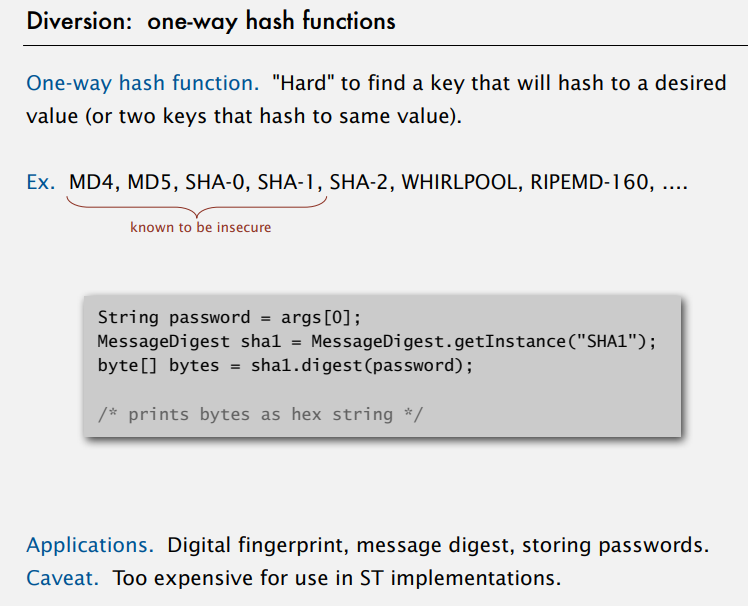 Diversion: one-way hash functions
One-way hash function. "Hard" to find a key that will hash to a desired
value (or two keys that hash to same value).
Ex. MD4, MD5, SHA-0, SHA-1, SHA-2, WHIRLPOOL, RIPEMD-160, ....
known to be insecure
String password = args[0];
MessageDigest sha1 = MessageDigest.getInstance("SHA1");
byte[] bytes = sha1.digest(password);
/* prints bytes as hex string */
Applications. Digital fingerprint, message digest, storing passwords.
Caveat. Too expensive for use in ST implementations.